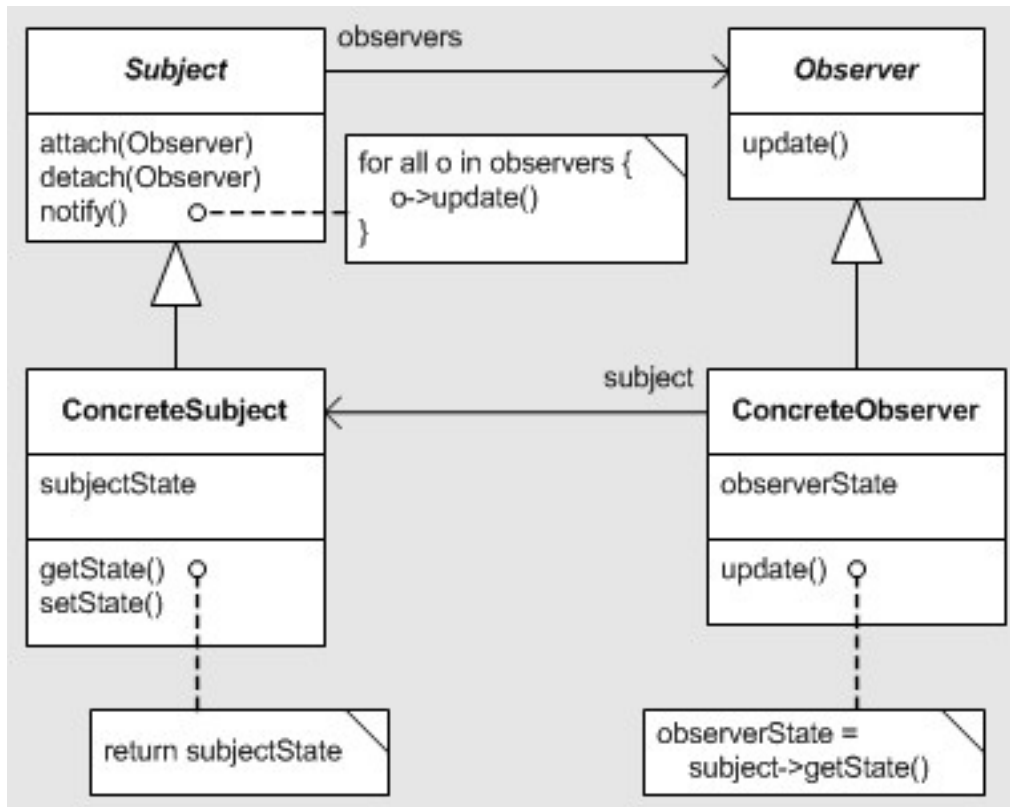 Subject
attach(Observer)
detach(Observer)
notify()
observers
for all o in observers {
o->update()
}
Observer
update()
ConcreteSubject
subjectState
getState()
setState()
return subjectState
subject
ConcreteObserver
observerState
update()
observerState =
subject->getState()